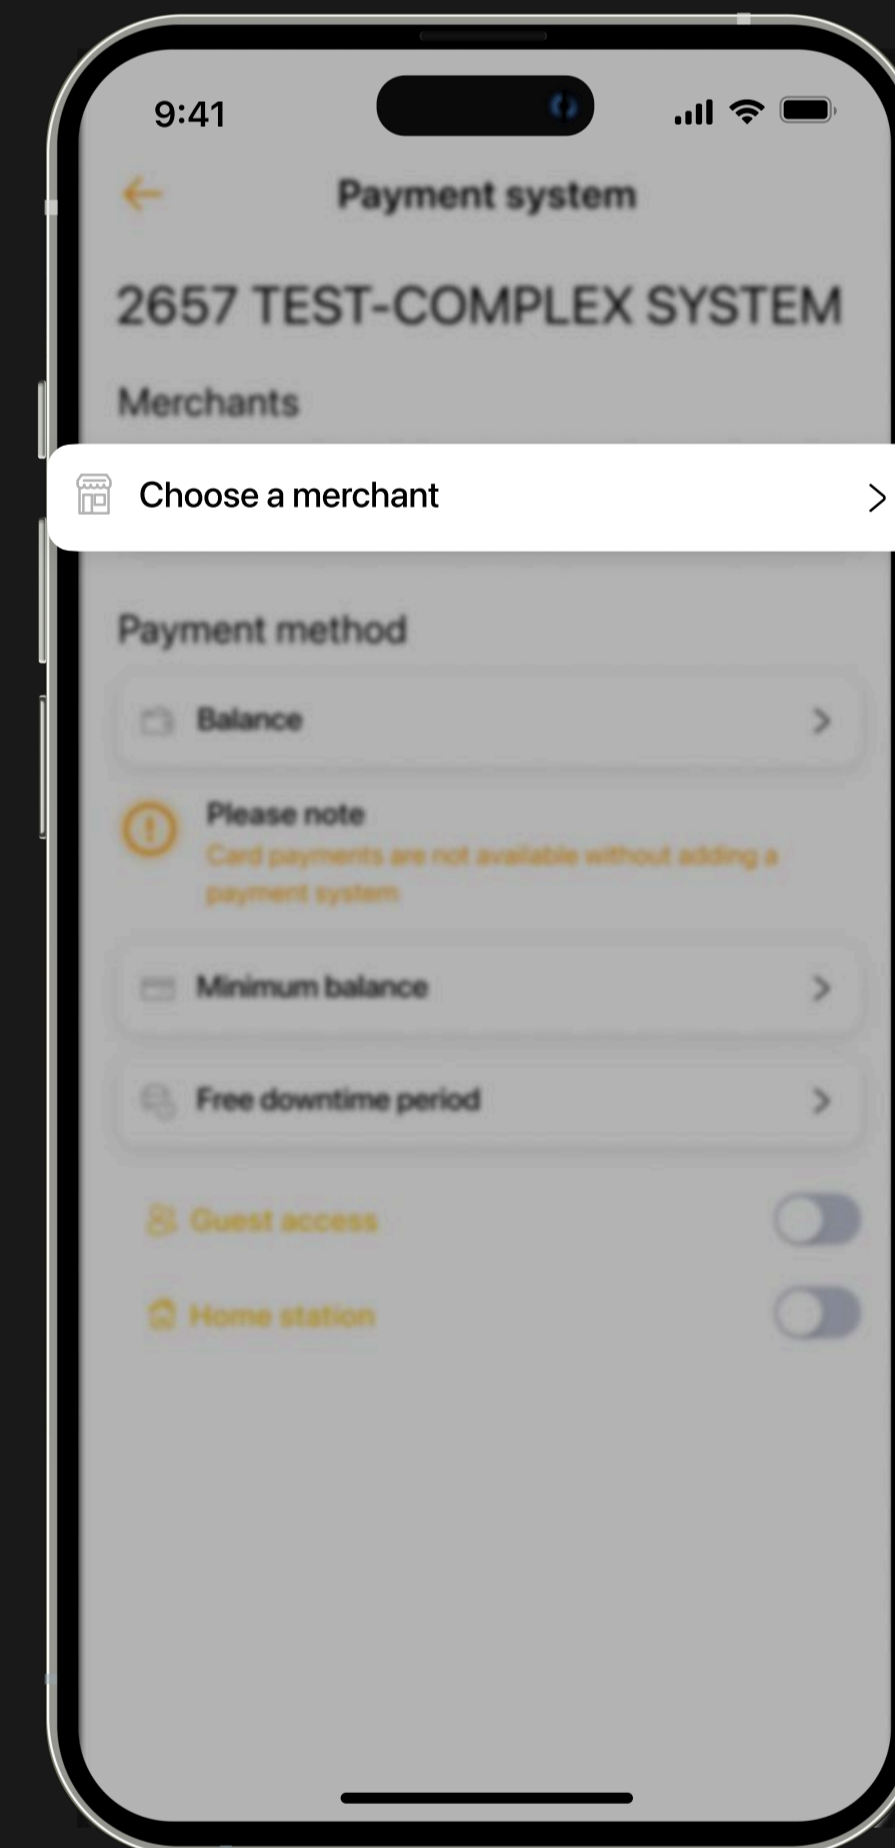 9:41
Payment system
2657 TEST-COMPLEX SYSTEM
Merchants
Choose a merchant
Payment method
Balance
Please note
Card payments are not available without adding a
payment system
Minimum balance
Free downtime period
Guest access
Home station